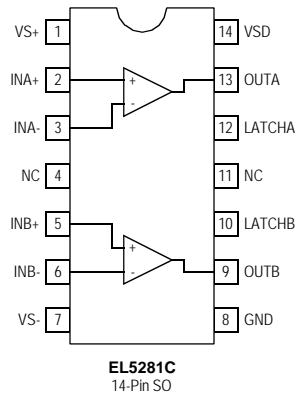 VS+ 1 14 VSD
INA+ 2 + 13 OUTA
INA- 3 - 12 LATCHA
NC 4 11 NC
INB+ 5 + 10 LATCHB
INB- 6 - 9 OUTB
VS- 7 8 GND
EL5281C
14-Pin SO